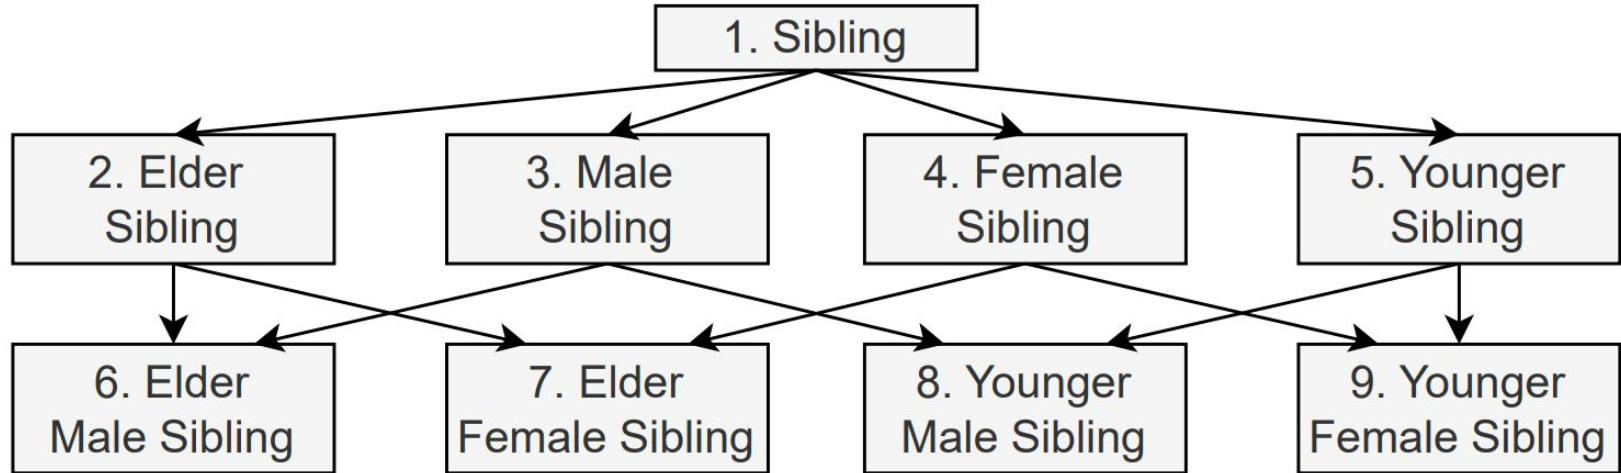 1. Sibling
2. Elder
Sibling
3. Male
Sibling
4. Female
Sibling
5. Younger
Sibling
6. Elder
Male Sibling
7. Elder
Female Sibling
8. Younger
Male Sibling
9. Younger
Female Sibling